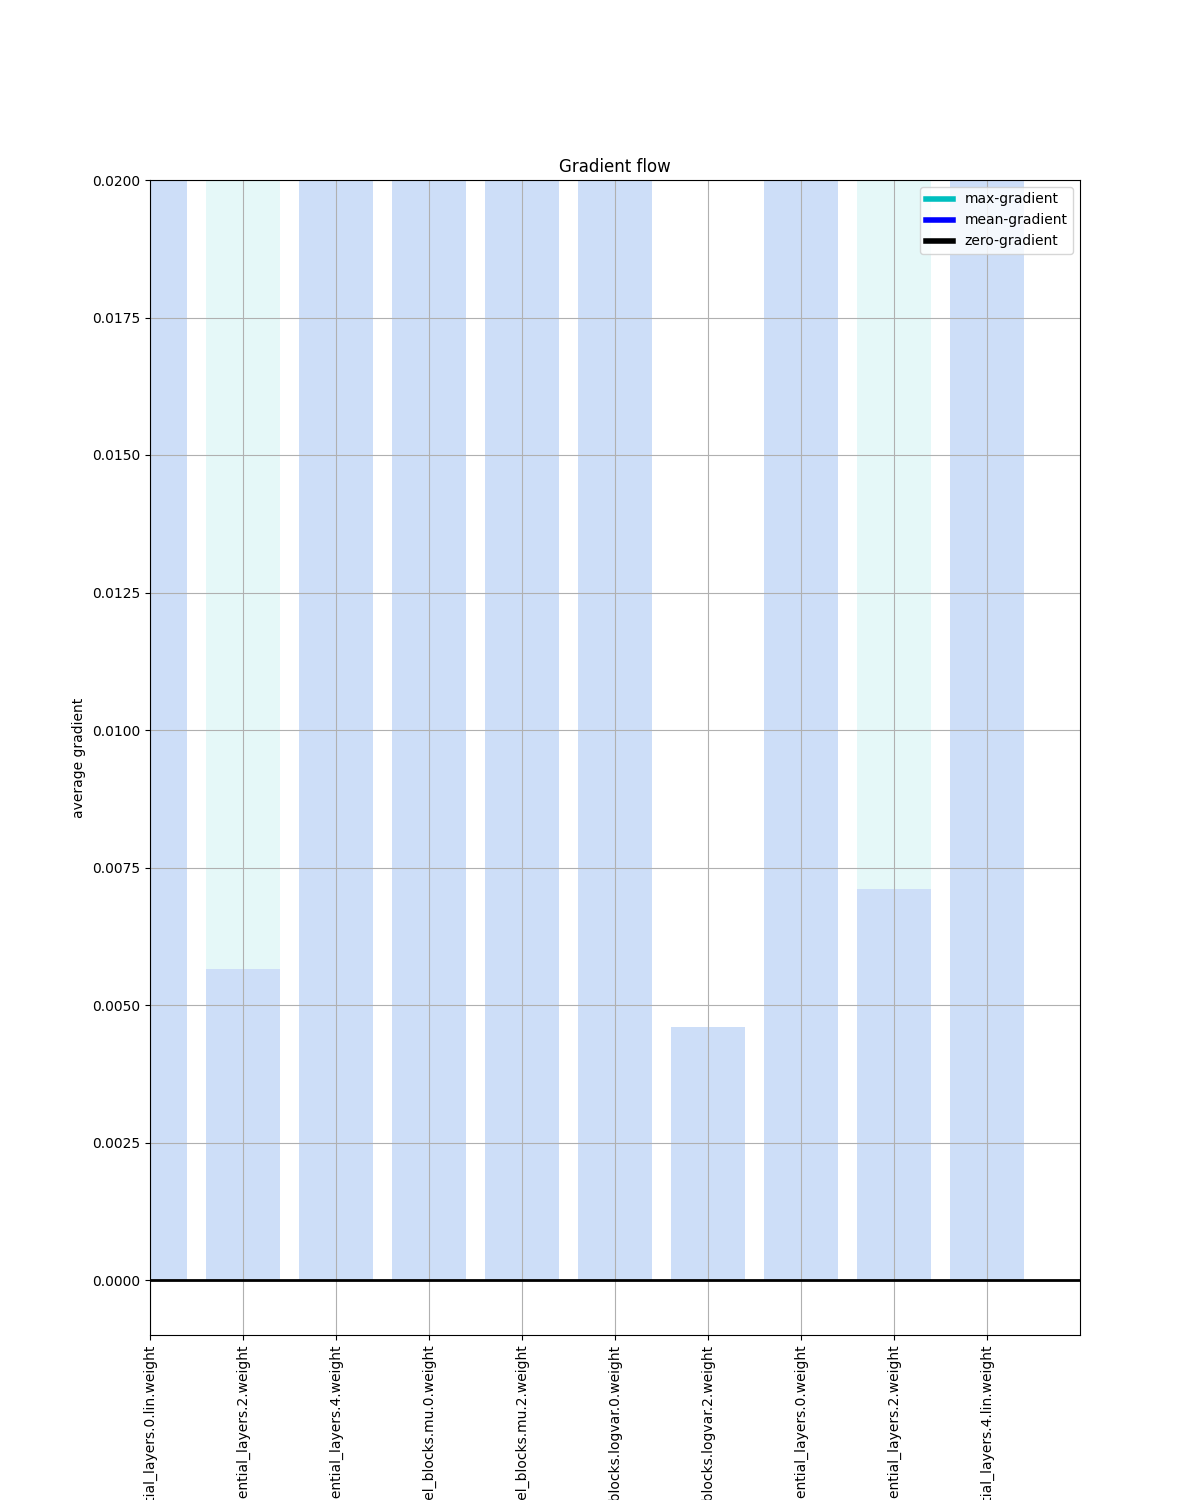 Gradient flow
max-gradient
mean-gradient
zero-gradient
0.0200
0.0175
0.0150
0.0125
0.0100
0.0075
0.0050
0.0025
0.0000
average gradient
tial_layers.0.lin.weight
ential_layers.2.weight
ential_layers.4.weight
el_blocks.mu.0.weight
el_blocks.mu.2.weight
blocks.logvar.0.weight
blocks.logvar.2.weight
ential_layers.0.weight
ential_layers.2.weight
tial_layers.4.lin.weight